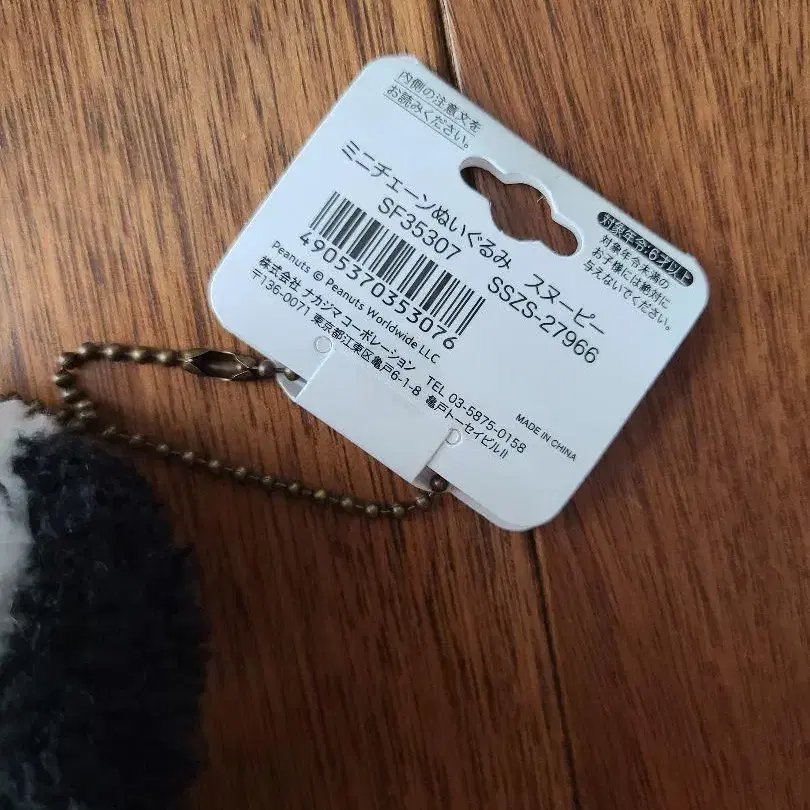 内側の注意文を
お読みください。
対象年令:6才以上
対象年令未満の
お子様には絶対に
与えないでください。
ミニチェーンぬいぐるみ スヌーピー
SF35307 SSZS-27966
4905370353076
Peanuts © Peanuts Worldwide LLC
株式会社 ナカジマコーポレーション TEL 03-5875-0158
〒136-0071 東京都江東区亀戸6-1-8 亀戸トーセイビルII
MADE IN CHINA